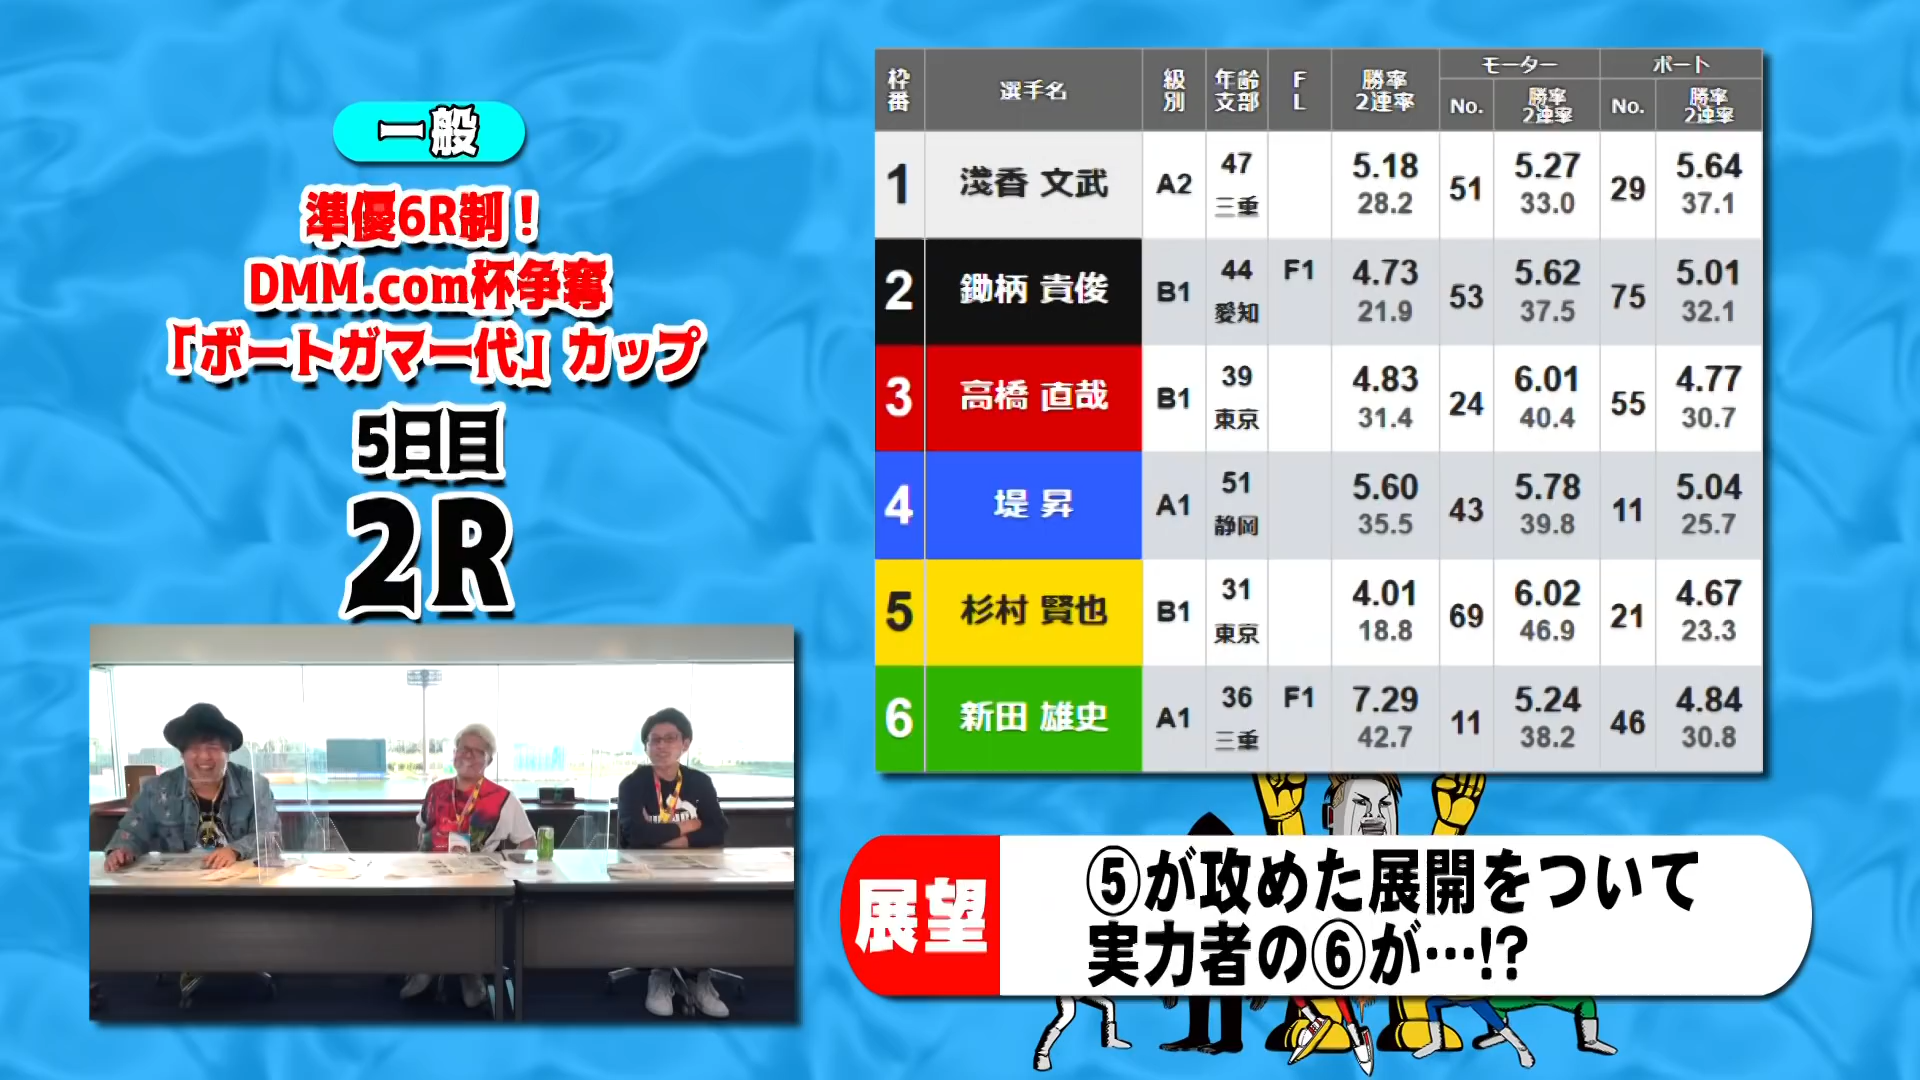 一般
準優6R制！
DMM.com杯争奪
「ボートガマー代」カップ
5日目
2R
枠番 選手名 級別 年齢支部 FL 勝率2連率 モーター ボート
No. 勝率2連率 No. 勝率2連率
1 浅香 文武 A2 47 三重 5.18 28.2 51 5.27 33.0 29 5.64 37.1
2 鋤柄 貴俊 B1 44 愛知 F1 4.73 21.9 53 5.62 37.5 75 5.01 32.1
3 高橋 直哉 B1 39 東京 4.83 31.4 24 6.01 40.4 55 4.77 30.7
4 堤 昇 A1 51 静岡 5.60 35.5 43 5.78 39.8 11 5.04 25.7
5 杉村 賢也 B1 31 東京 4.01 18.8 69 6.02 46.9 21 4.67 23.3
6 新田 雄史 A1 36 三重 F1 7.29 42.7 11 5.24 38.2 46 4.84 30.8
展望
⑤が攻めた展開をついて
実力者の⑥が…!?